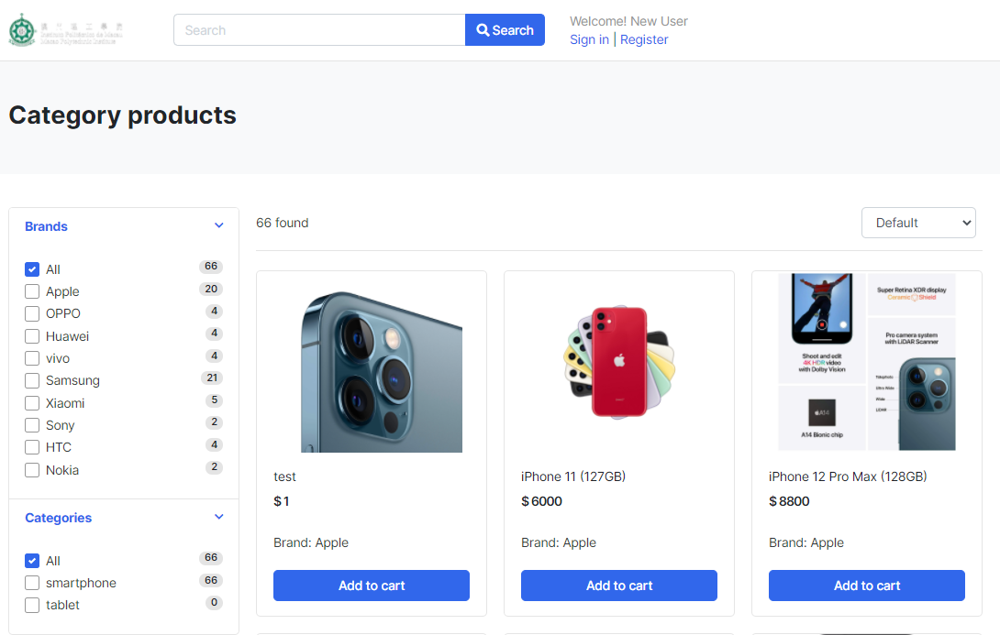 澳門理工學院
Instituto Politécnico de Macau
Macao Polytechnic Institute
Search
Search
Welcome! New User
Sign in | Register
Category products
Brands
All 66
Apple 20
OPPO 4
Huawei 4
vivo 4
Samsung 21
Xiaomi 5
Sony 2
HTC 4
Nokia 2
Categories
All 66
smartphone 66
tablet 0
66 found
Default
test
$1
Brand: Apple
Add to cart
iPhone 11 (127GB)
$6000
Brand: Apple
Add to cart
Super Retina XDR display
Ceramic Shield
Shoot and edit
4K HDR video
with Dolby Vision
Pro camera system
with LiDAR Scanner
Telephoto
Ultra Wide
Wide
LiDAR
A14
A14 Bionic chip
iPhone 12 Pro Max (128GB)
$8800
Brand: Apple
Add to cart